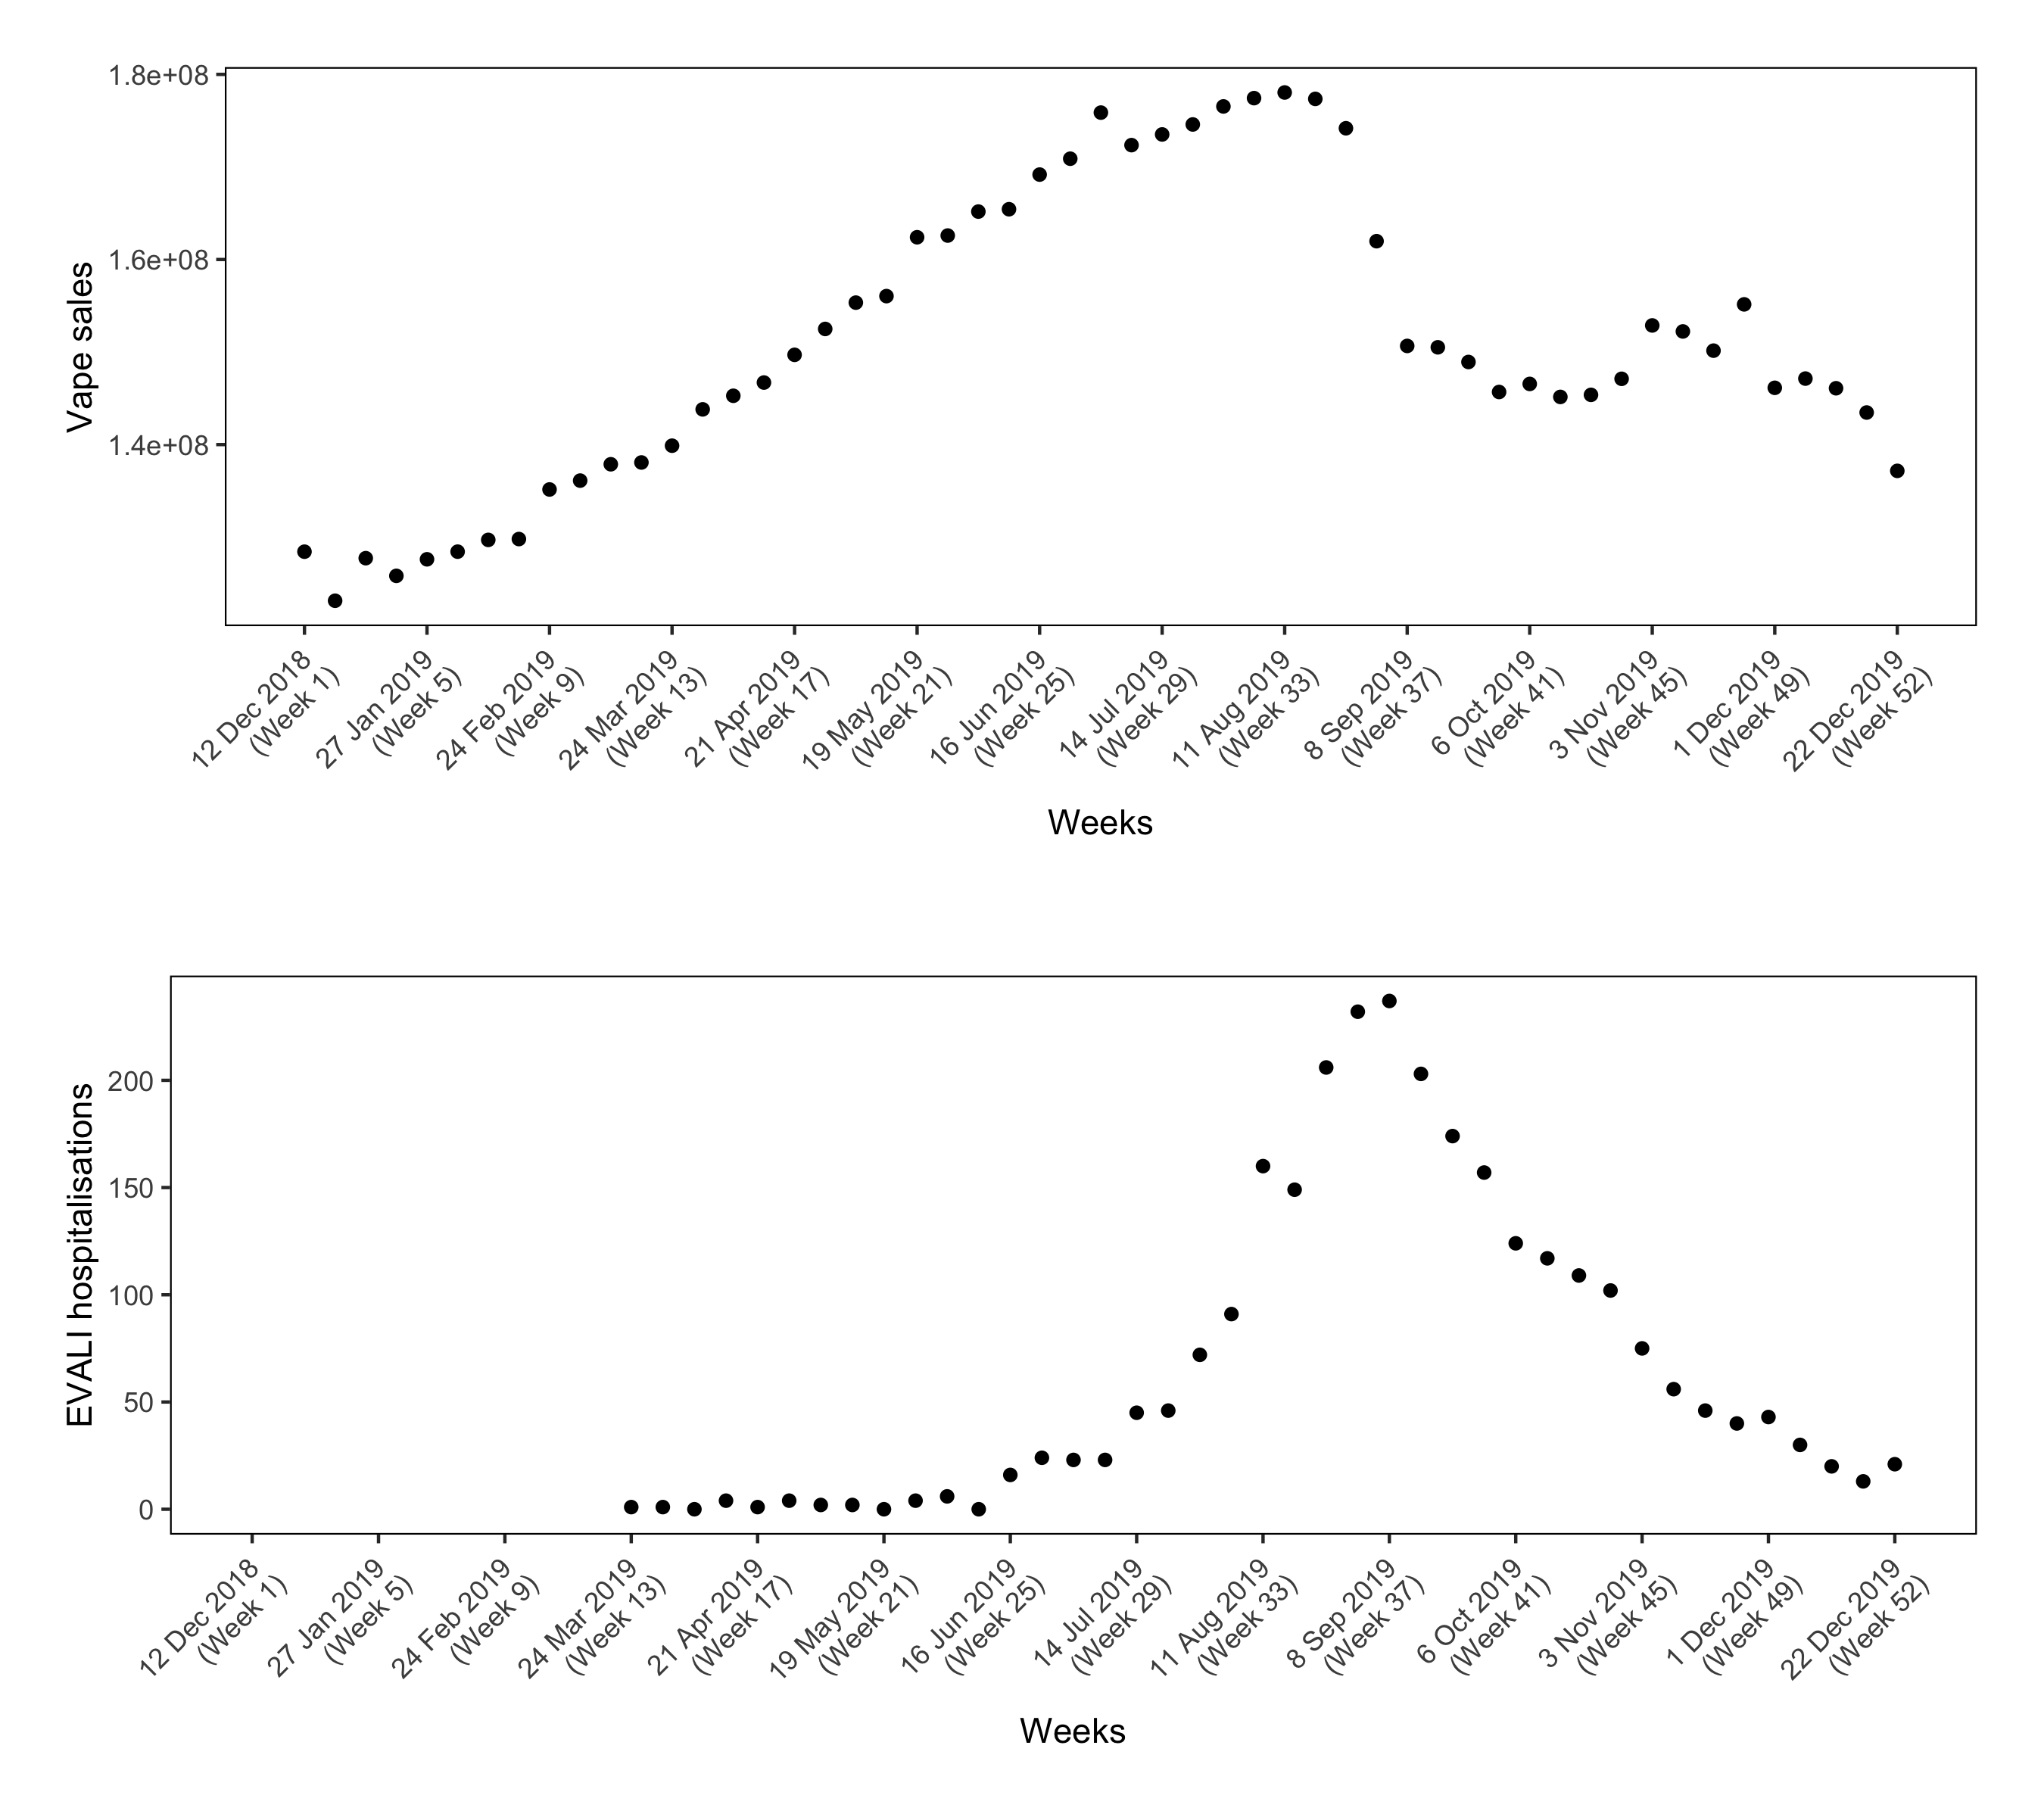 Vape sales
1.8e+08
1.6e+08
1.4e+08
12 Dec 2018
(Week 1)
27 Jan 2019
(Week 5)
24 Feb 2019
(Week 9)
24 Mar 2019
(Week 13)
21 Apr 2019
(Week 17)
19 May 2019
(Week 21)
16 Jun 2019
(Week 25)
14 Jul 2019
(Week 29)
11 Aug 2019
(Week 33)
8 Sep 2019
(Week 37)
6 Oct 2019
(Week 41)
3 Nov 2019
(Week 45)
1 Dec 2019
(Week 49)
22 Dec 2019
(Week 52)
Weeks
EVALI hospitalisations
200
150
100
50
0
12 Dec 2018
(Week 1)
27 Jan 2019
(Week 5)
24 Feb 2019
(Week 9)
24 Mar 2019
(Week 13)
21 Apr 2019
(Week 17)
19 May 2019
(Week 21)
16 Jun 2019
(Week 25)
14 Jul 2019
(Week 29)
11 Aug 2019
(Week 33)
8 Sep 2019
(Week 37)
6 Oct 2019
(Week 41)
3 Nov 2019
(Week 45)
1 Dec 2019
(Week 49)
22 Dec 2019
(Week 52)
Weeks